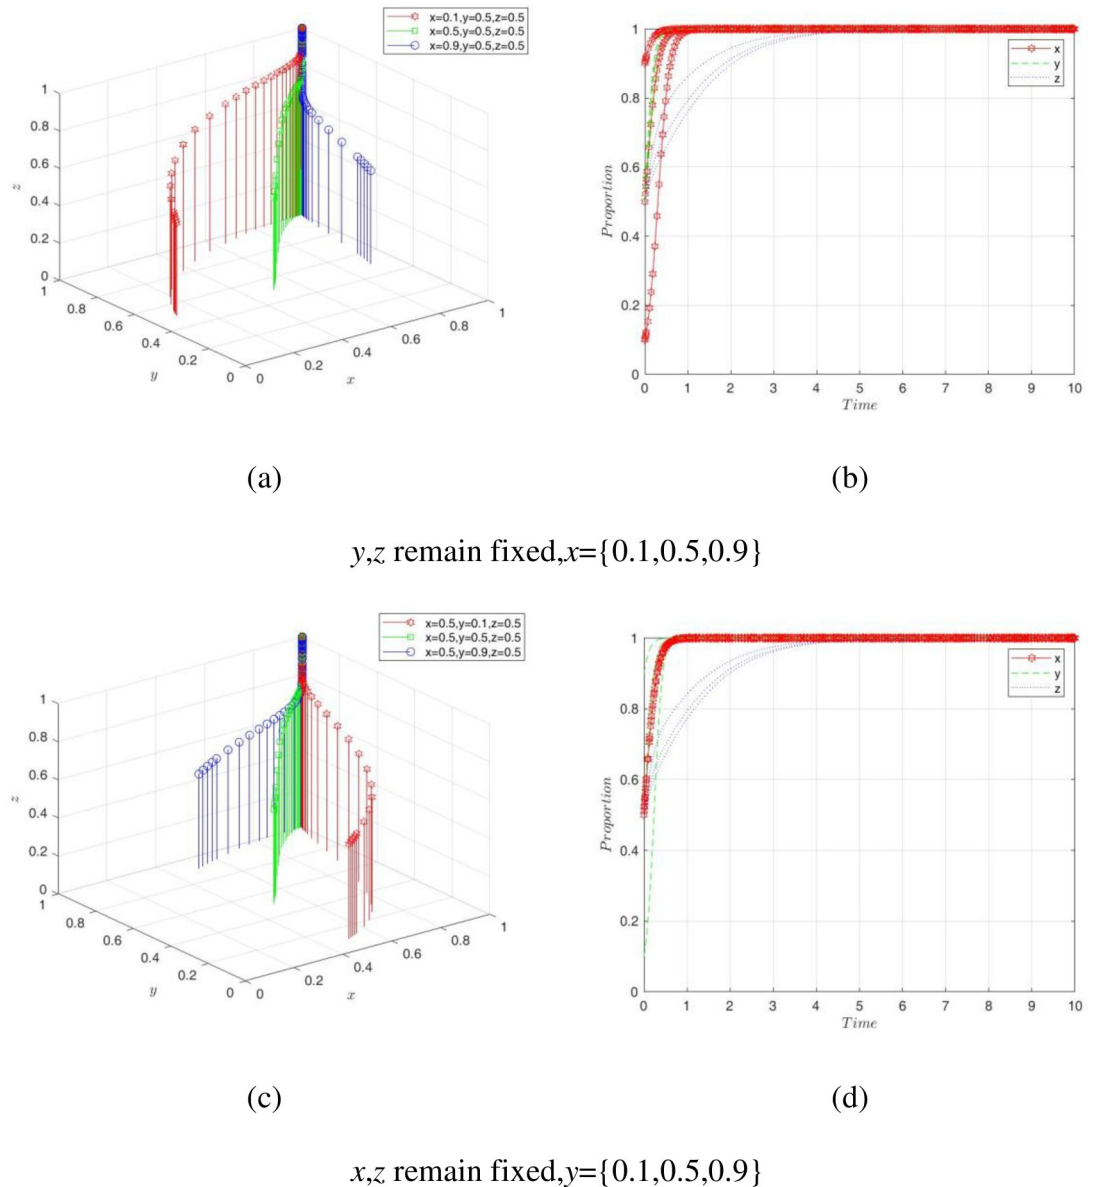 x=0.1,y=0.5,z=0.5
x=0.5,y=0.5,z=0.5
x=0.9,y=0.5,z=0.5
1
0.8
0.6
0.4
0.2
0
z
1
0.8
0.6
0.4
0.2
0
y
0
0.2
0.4
0.6
0.8
1
x
1
0.8
0.6
0.4
0.2
0
Proportion
x
y
z
0 1 2 3 4 5 6 7 8 9 10
Time
(a)
(b)
y,z remain fixed,x={0.1,0.5,0.9}
x=0.5,y=0.1,z=0.5
x=0.5,y=0.5,z=0.5
x=0.5,y=0.9,z=0.5
1
0.8
0.6
0.4
0.2
0
z
1
0.8
0.6
0.4
0.2
0
y
0
0.2
0.4
0.6
0.8
1
x
1
0.8
0.6
0.4
0.2
0
Proportion
x
y
z
0 1 2 3 4 5 6 7 8 9 10
Time
(c)
(d)
x,z remain fixed,y={0.1,0.5,0.9}